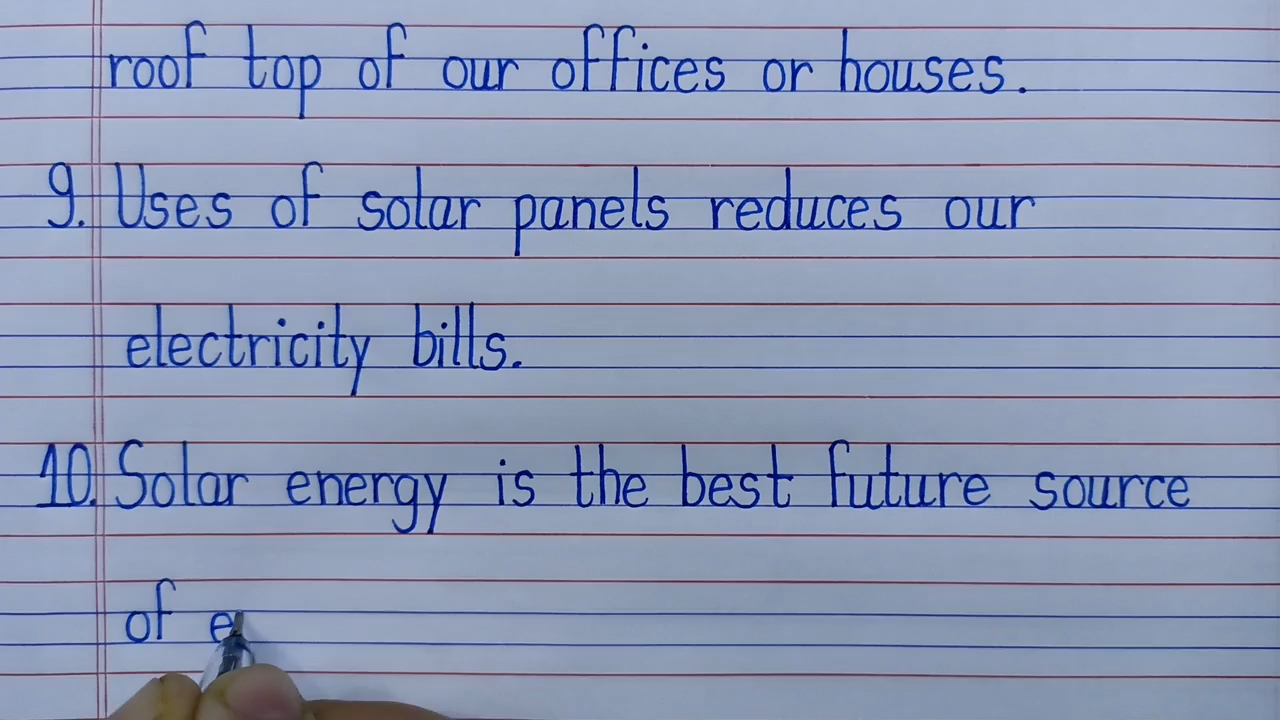 roof top of our offices or houses.
9. Uses of solar panels reduces our
electricity bills.
10. Solar energy is the best future source
of e